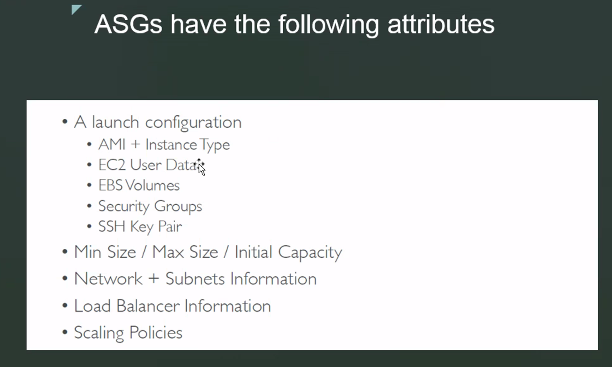 ASGs have the following attributes
• A launch configuration
• AMI + Instance Type
• EC2 User Data
• EBS Volumes
• Security Groups
• SSH Key Pair
• Min Size / Max Size / Initial Capacity
• Network + Subnets Information
• Load Balancer Information
• Scaling Policies